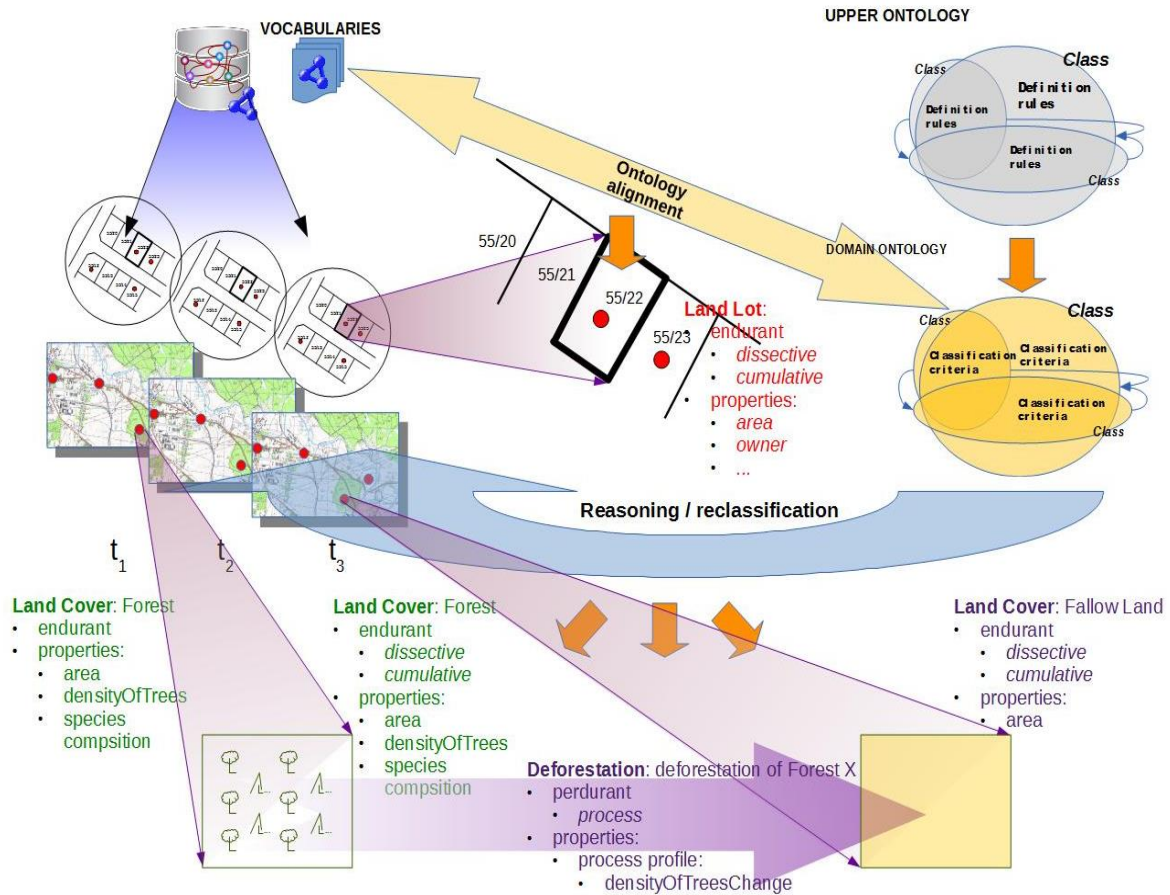 VOCABULARIES
UPPER ONTOLOGY
Class
Class
Definition
rules
Definition
rules
Definition
rules
Class
Ontology
alignment
DOMAIN ONTOLOGY
55/20
55/21
55/22
55/23
Land Lot:
• endurant
• dissective
• cumulative
• properties:
• area
• owner
• ...
Class
Class
Classification
criteria
Classification
criteria
Classification
criteria
Class
Reasoning / reclassification
t1
t2
t3
Land Cover: Forest
• endurant
• properties:
• area
• densityOfTrees
• species
compsition
Land Cover: Forest
• endurant
• dissective
• cumulative
• properties:
• area
• densityOfTrees
• species
compsition
Land Cover: Fallow Land
• endurant
• dissective
• cumulative
• properties:
• area
Deforestation: deforestation of Forest X
• perdurant
• process
• properties:
• process profile:
• densityOfTreesChange